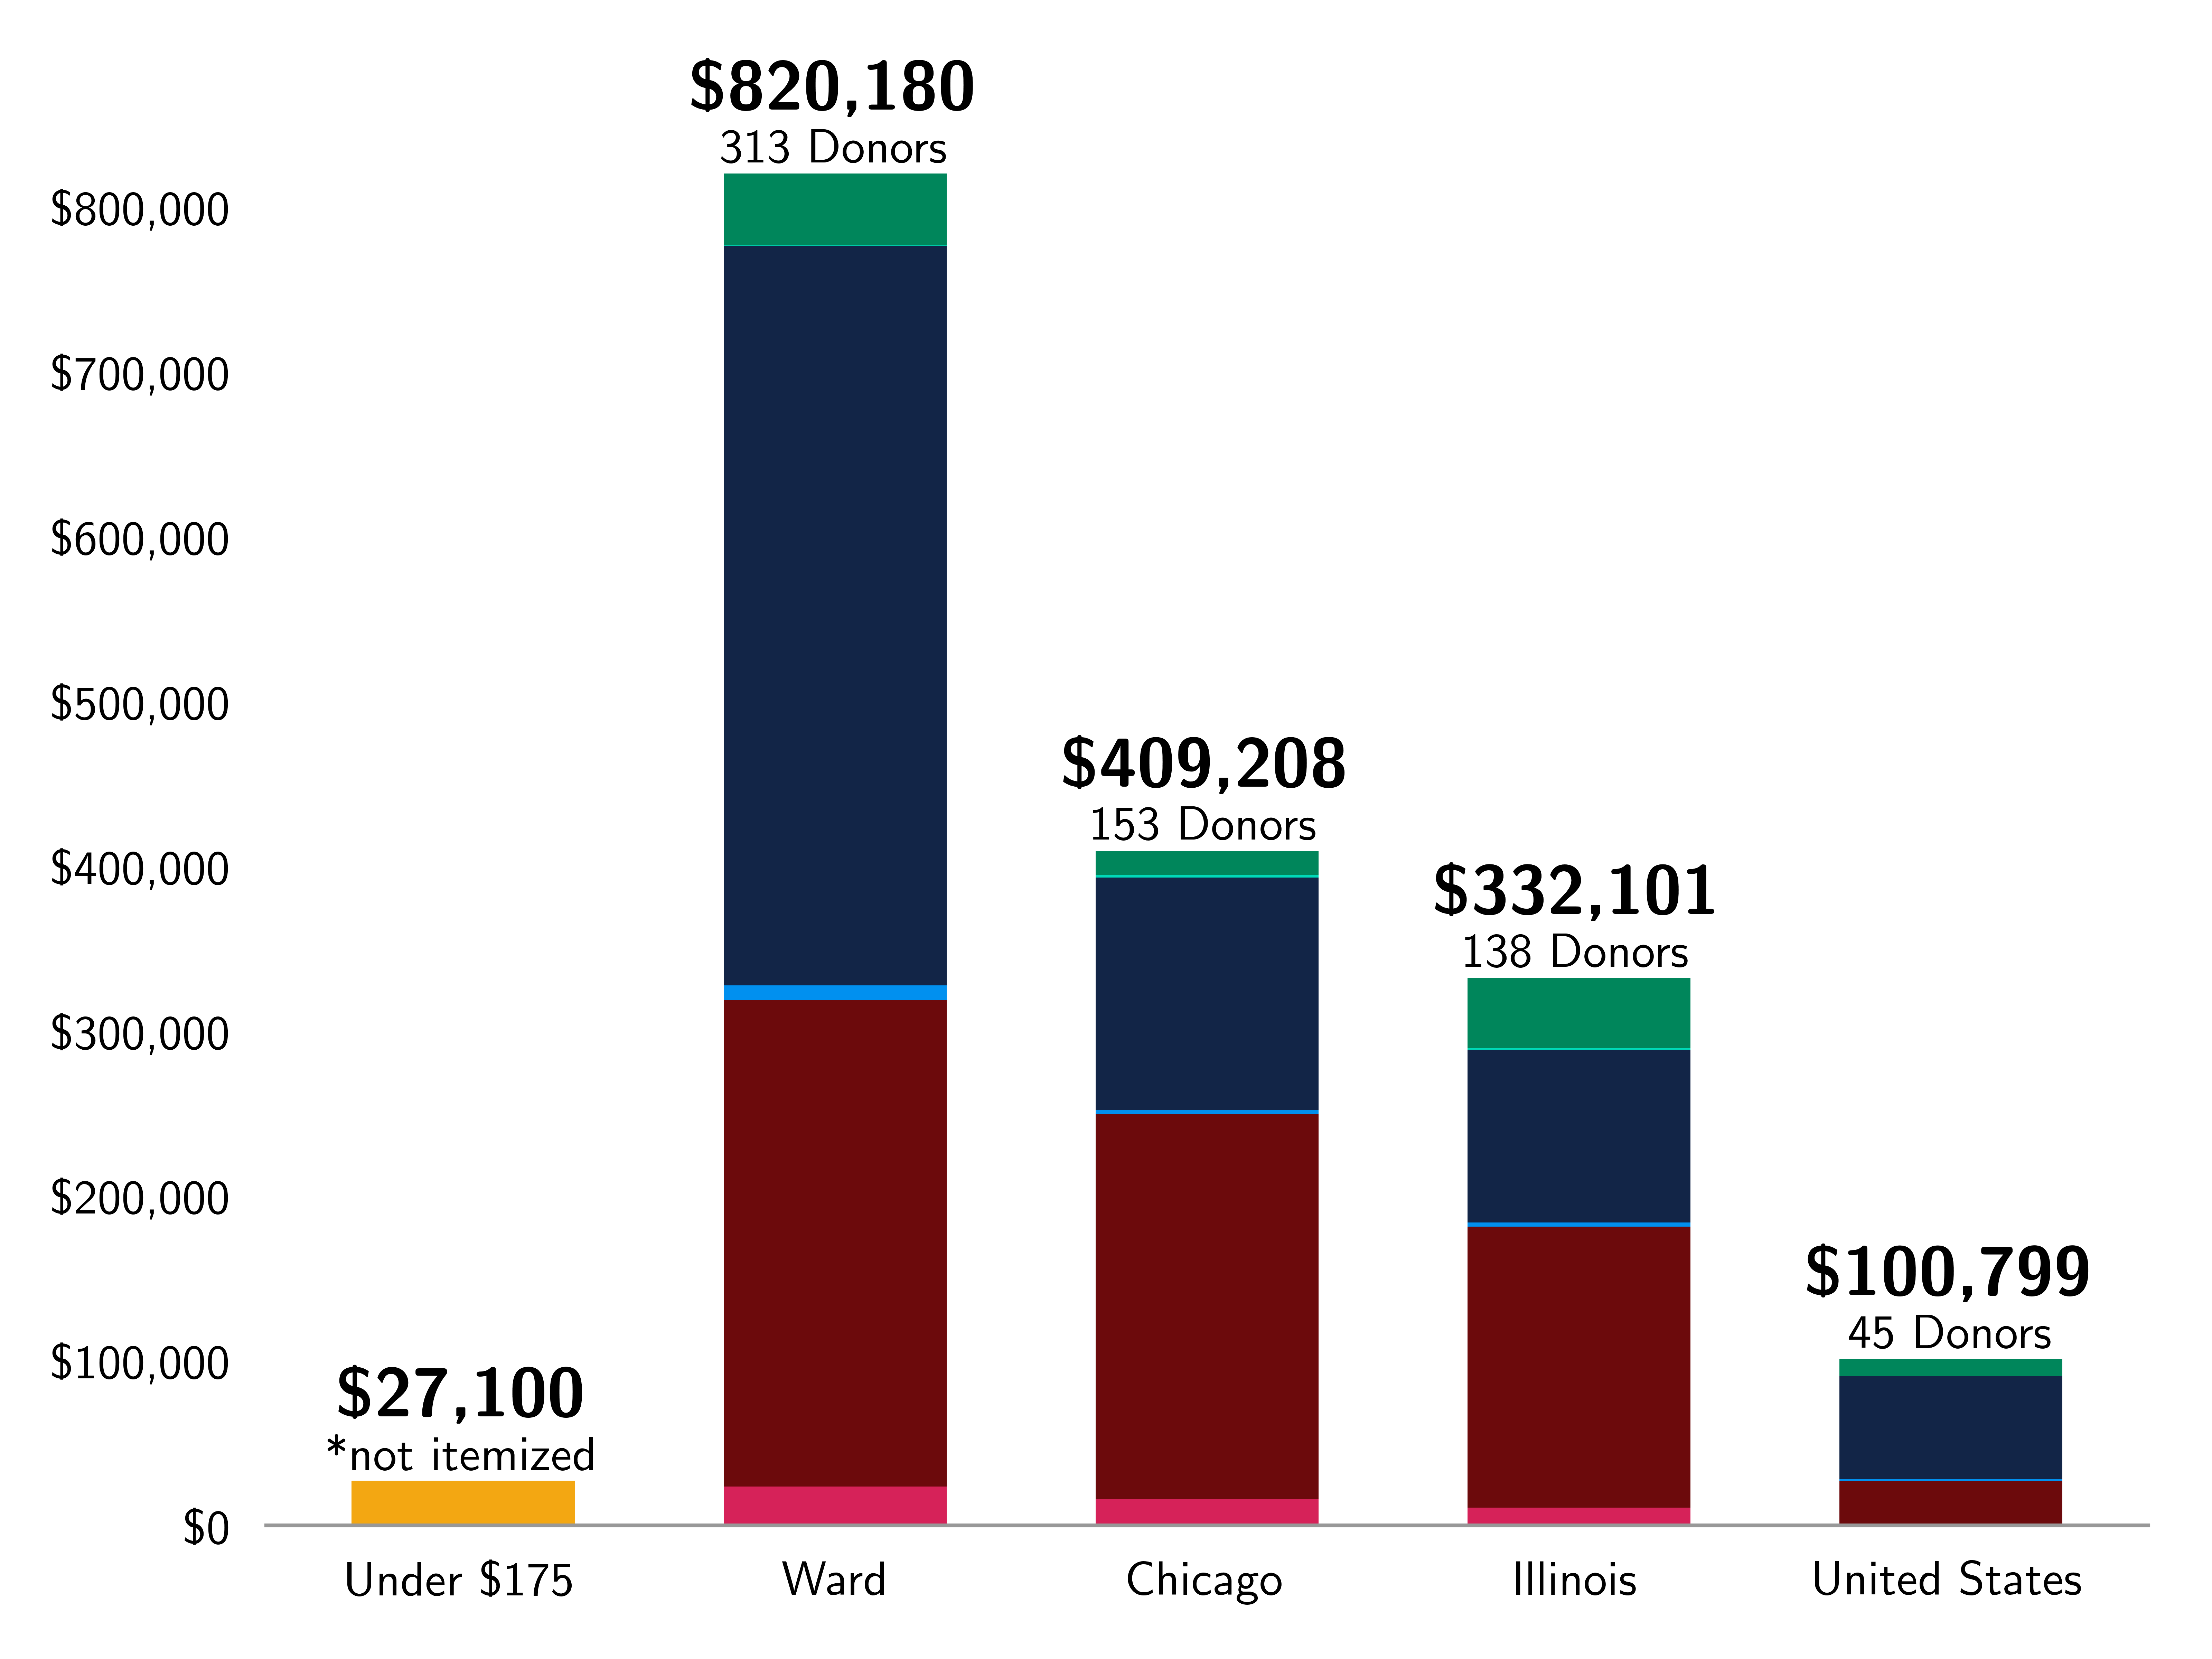 $820,180
313 Donors
$800,000
$700,000
$600,000
$500,000
$409,208
153 Donors
$400,000
$332,101
138 Donors
$300,000
$200,000
$100,799
45 Donors
$100,000
$27,100
*not itemized
$0
Under $175
Ward
Chicago
Illinois
United States